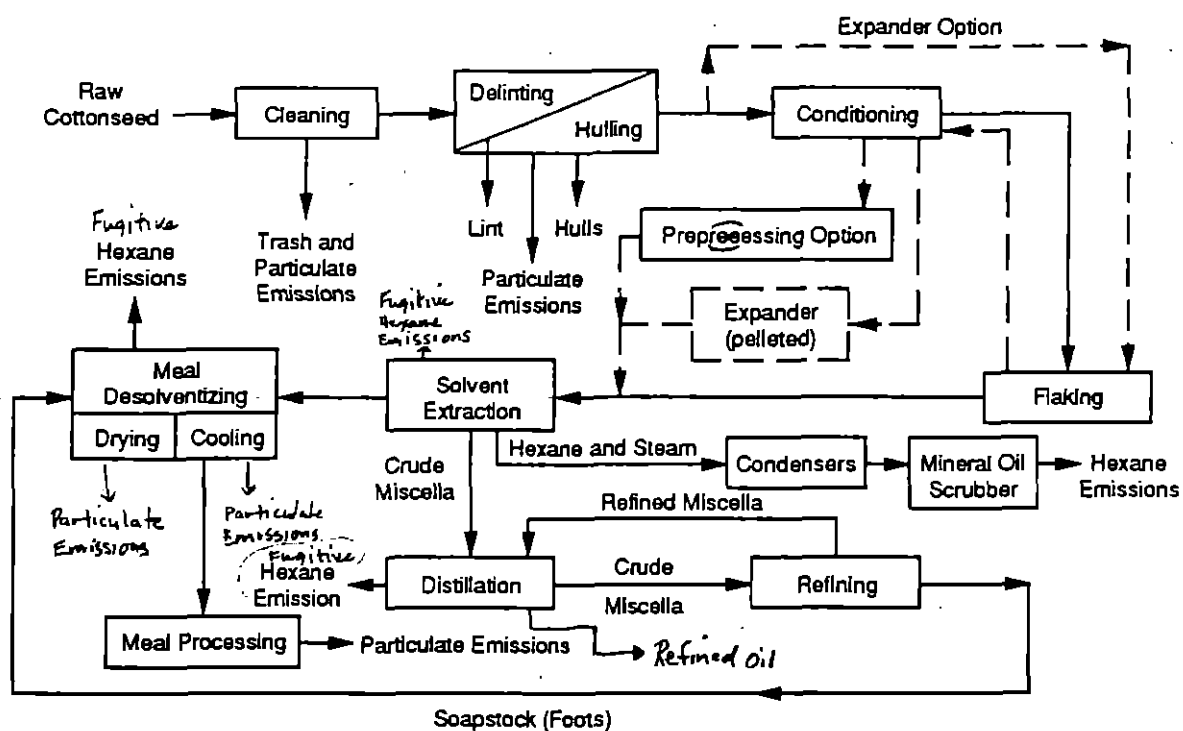 Expander Option
Raw
Cottonseed
Cleaning
Delinting
Hulling
Conditioning
Lint
Hulls
Trash and
Particulate
Emissions
Particulate
Emissions
Prepreeessing Option
Expander
(pelleted)
Fugitive
Hexane
Emissions
Fugitive
Hexane
Emissions
Meal
Desolventizing
Drying
Cooling
Solvent
Extraction
Flaking
Hexane and Steam
Condensers
Mineral Oil
Scrubber
Hexane
Emissions
Crude
Miscella
Refined Miscella
Particulate
Emissions
Particulate
Emissions
Fugitive
Hexane
Emission
Distillation
Crude
Miscella
Refining
Meal Processing
Particulate Emissions
Refined Oil
Soapstock (Foots)